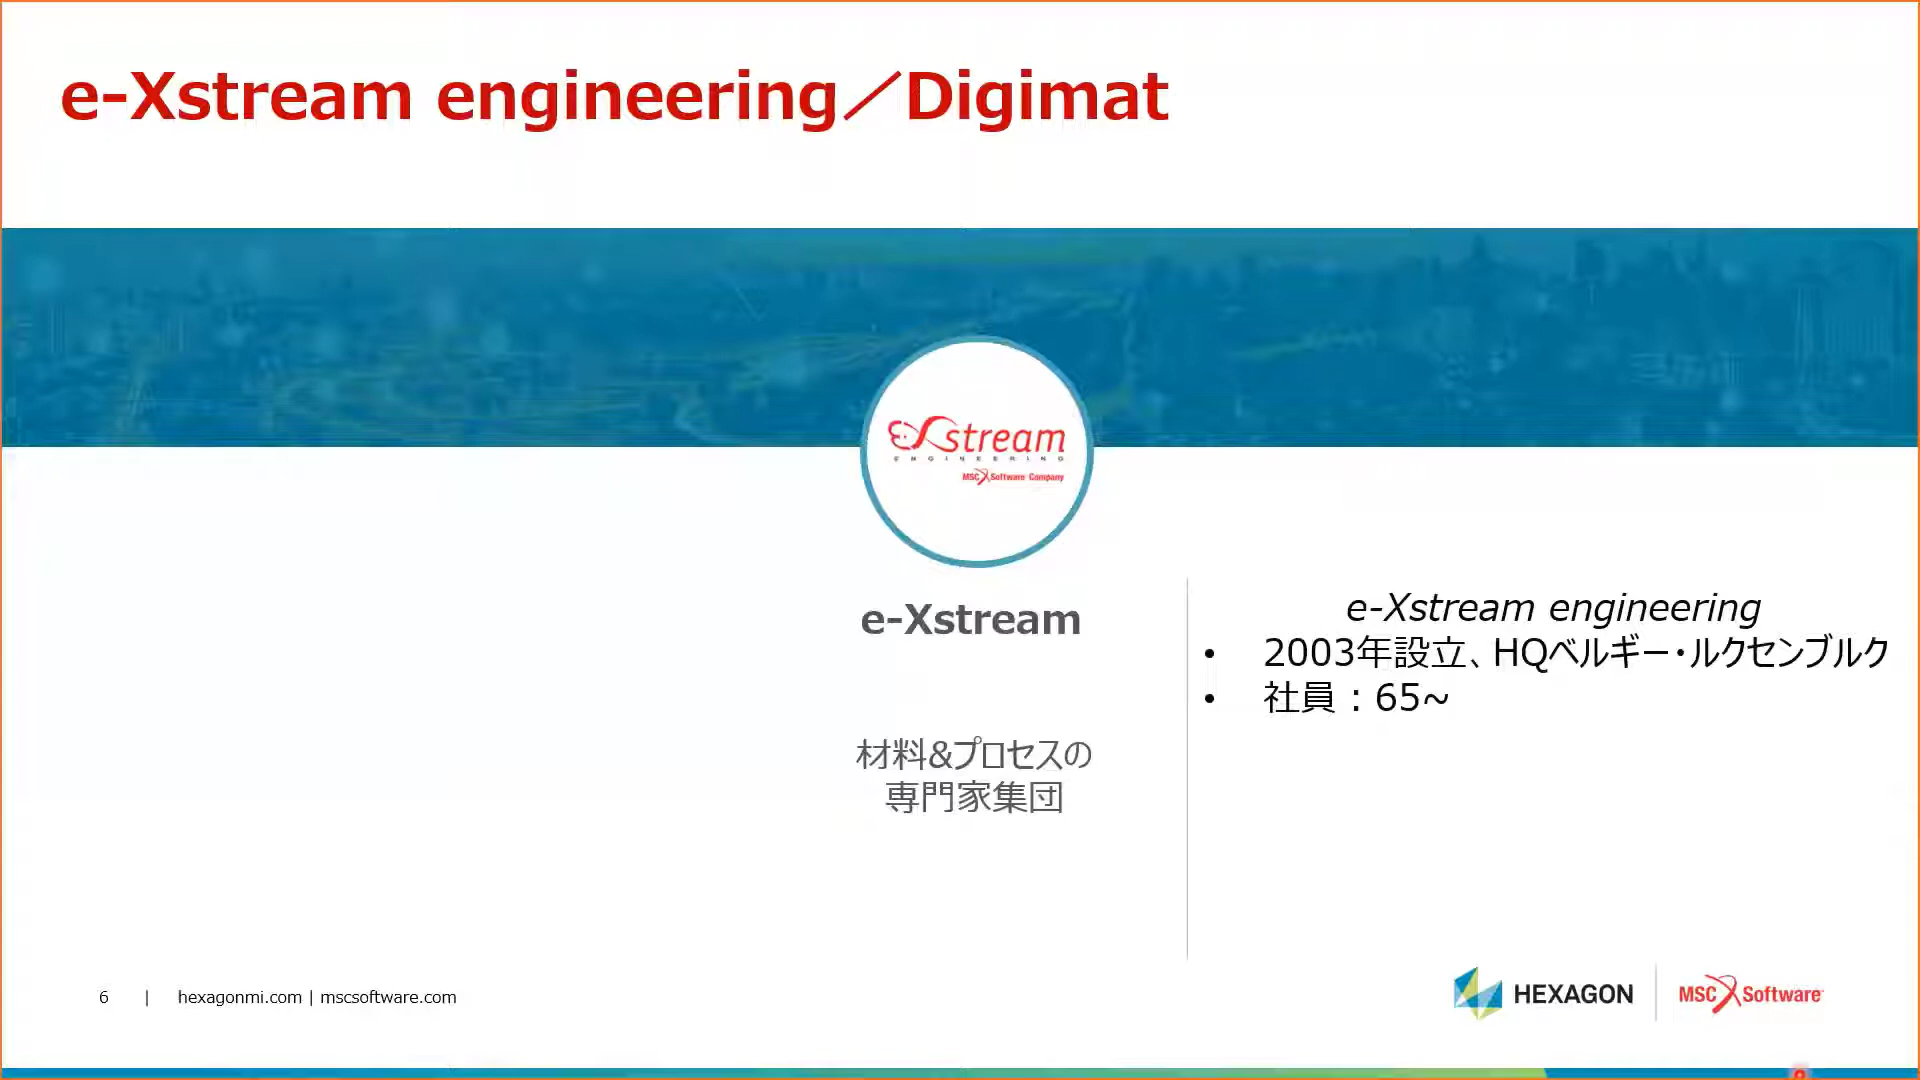 e-Xstream engineering／Digimat
eXstream
ENGINEERING
MSC Software Company
e-Xstream
材料&プロセスの
専門家集団
e-Xstream engineering
• 2003年設立、HQベルギー・ルクセンブルク
• 社員：65~
6 | hexagonmi.com | mscsoftware.com
HEXAGON
MSC Software